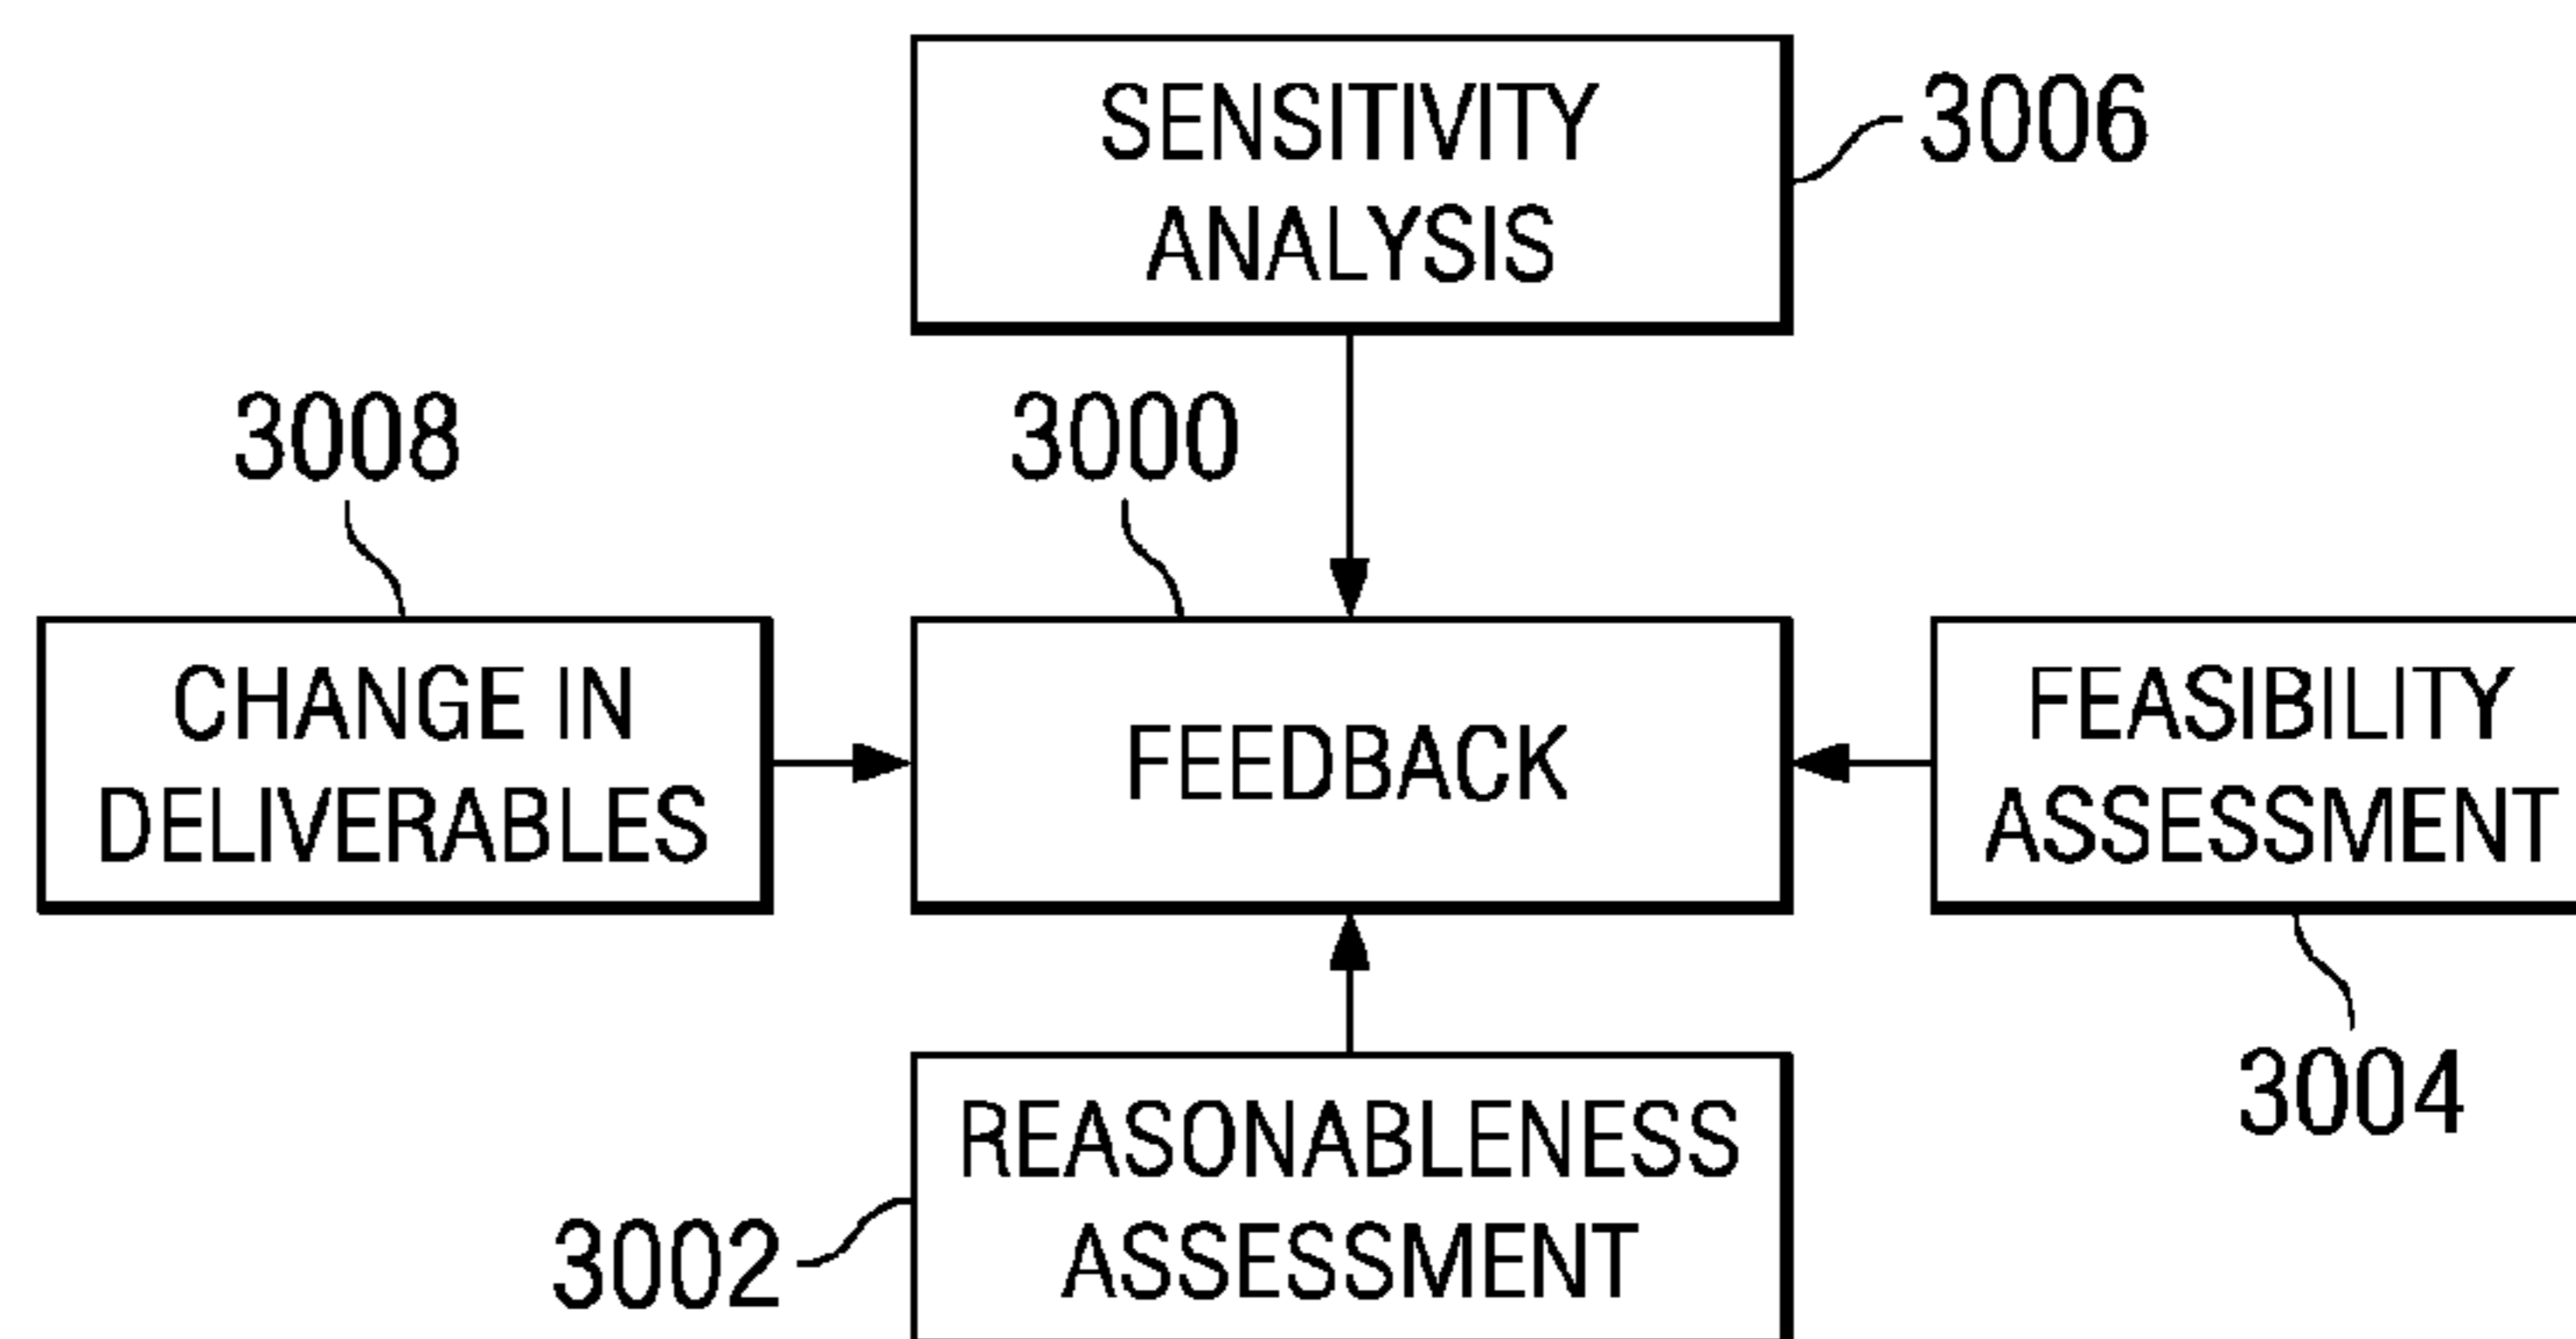 SENSITIVITY
ANALYSIS
3006
3008
3000
CHANGE IN
DELIVERABLES
FEEDBACK
FEASIBILITY
ASSESSMENT
3004
REASONABLENESS
ASSESSMENT
3002